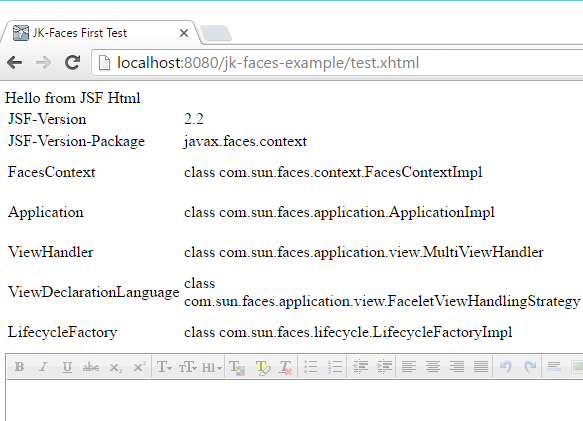 JK-Faces First Test
localhost:8080/jk-faces-example/test.xhtml
Hello from JSF Html
JSF-Version 2.2
JSF-Version-Package javax.faces.context
FacesContext class com.sun.faces.context.FacesContextImpl
Application class com.sun.faces.application.ApplicationImpl
ViewHandler class com.sun.faces.application.view.MultiViewHandler
ViewDeclarationLanguage class
com.sun.faces.application.view.FaceletViewHandlingStrategy
LifecycleFactory class com.sun.faces.lifecycle.LifecycleFactoryImpl
B I U abc x₂ x² T T H1 T T T